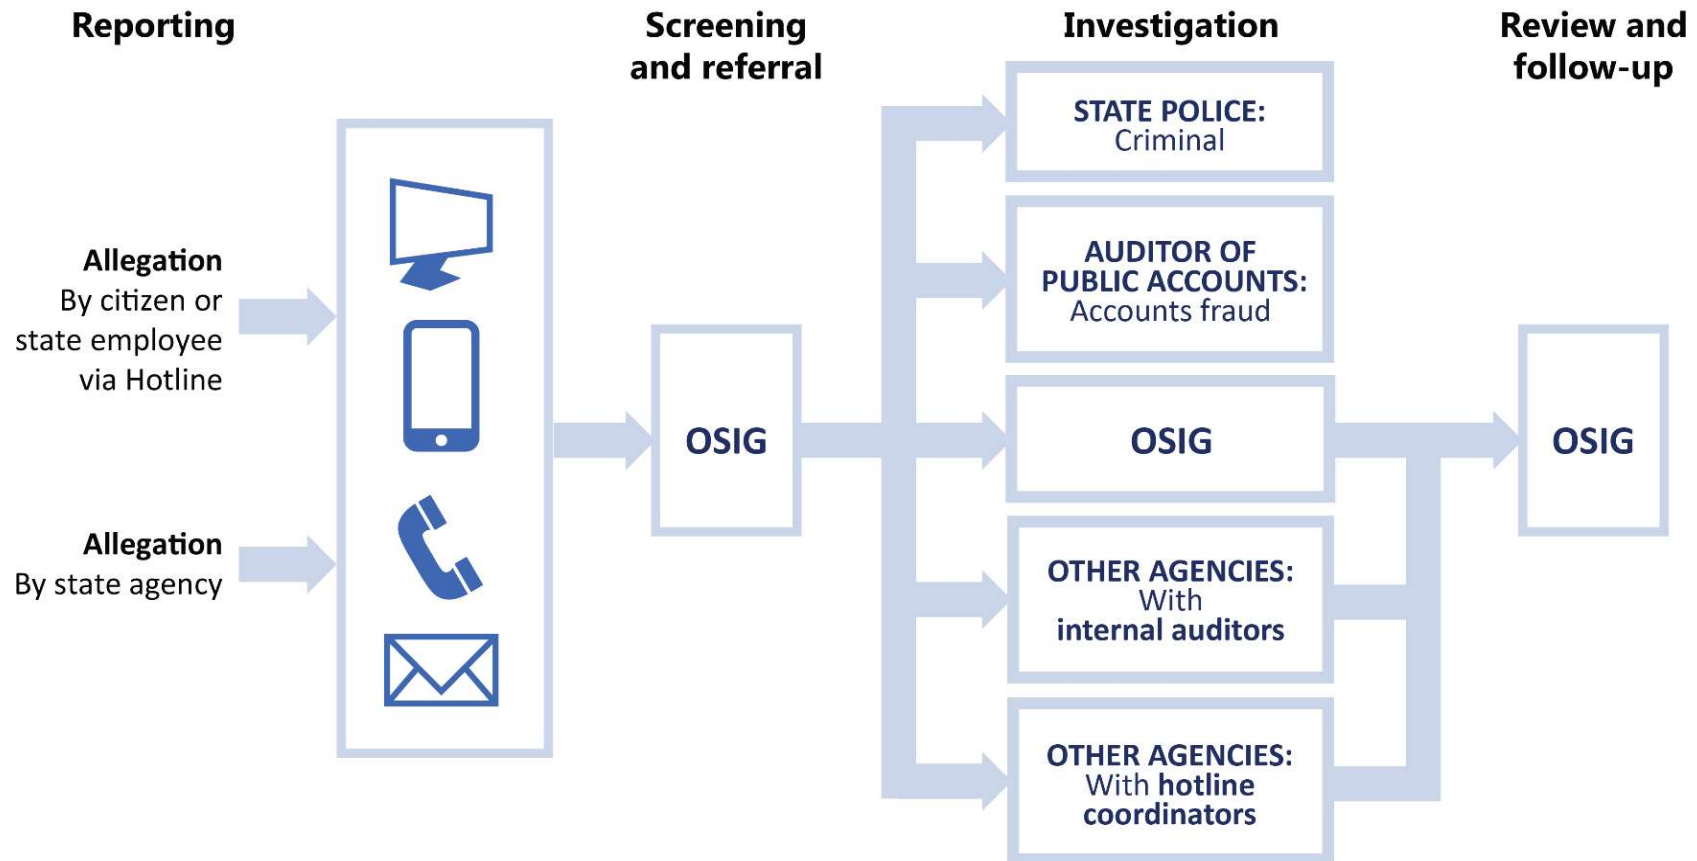 Reporting
Screening
and referral
Investigation
Review and
follow-up
Allegation
By citizen or
state employee
via Hotline
Allegation
By state agency
OSIG
STATE POLICE:
Criminal
AUDITOR OF
PUBLIC ACCOUNTS:
Accounts fraud
OSIG
OTHER AGENCIES:
With
internal auditors
OTHER AGENCIES:
With hotline
coordinators
OSIG